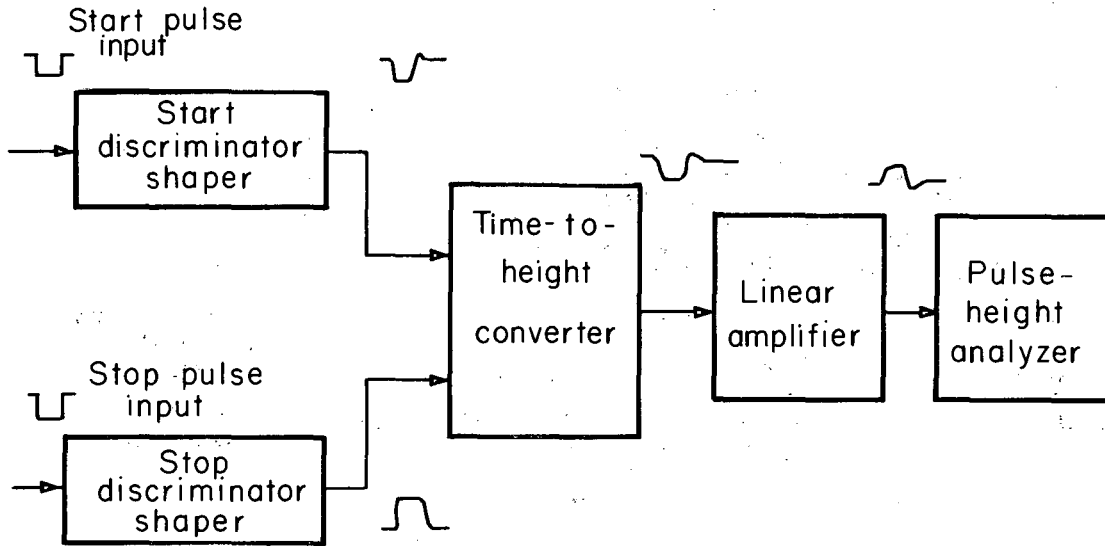 Start pulse
input
Start
discriminator
shaper
Time-to-
height
converter
Linear
amplifier
Pulse-
height
analyzer
Stop pulse
input
Stop
discriminator
shaper